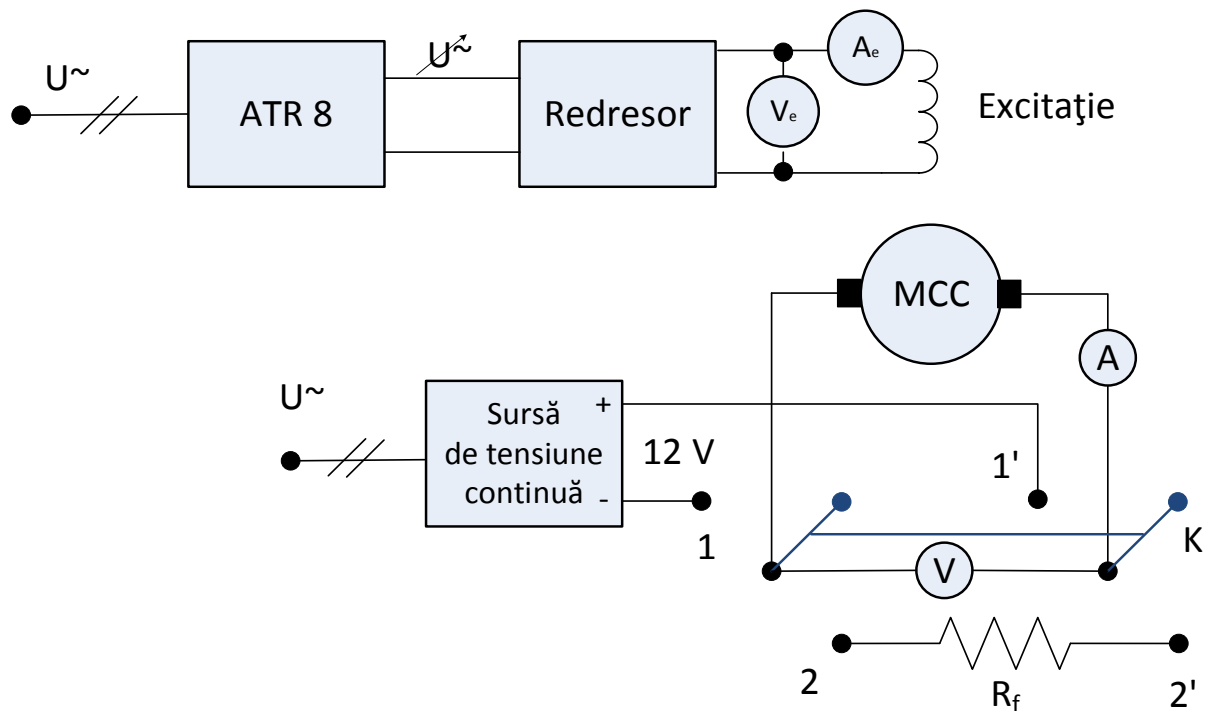 U~
ATR 8
U~
Redresor
Ae
Ve
Excitaţie
MCC
A
U~
Sursă
de tensiune
continuă
+
-
12 V
1
1'
K
V
2
Rf
2'